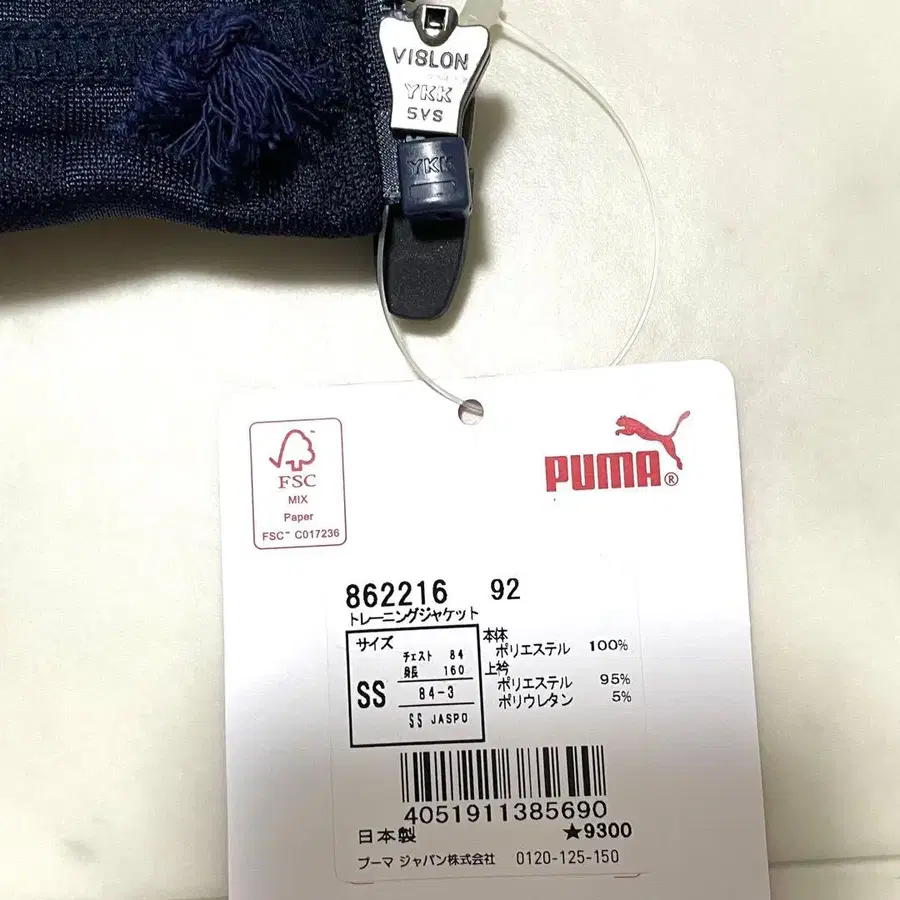 VISLON
YKK
5VS
YKK
FSC
MIX
Paper
FSC™ C017236
PUMA®
862216 92
トレーニングジャケット
サイズ
SS
チェスト 84
身長 160
84-3
SS JASPO
本体
ポリエステル 100%
上衿
ポリエステル 95%
ポリウレタン 5%
4051911385690
日本製 ★9300
プーマ ジャパン株式会社 0120-125-150